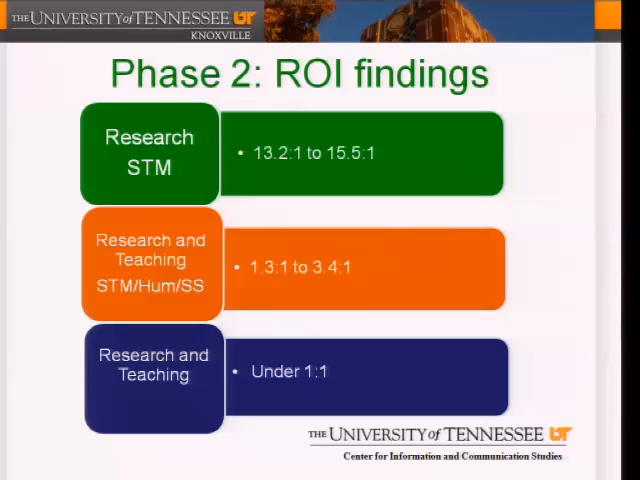 THE UNIVERSITY of TENNESSEE UT
KNOXVILLE
Phase 2: ROI findings
Research
STM
• 13.2:1 to 15.5:1
Research and
Teaching
STM/Hum/SS
• 1.3:1 to 3.4:1
Research and
Teaching
• Under 1:1
THE UNIVERSITY of TENNESSEE UT
Center for Information and Communication Studies